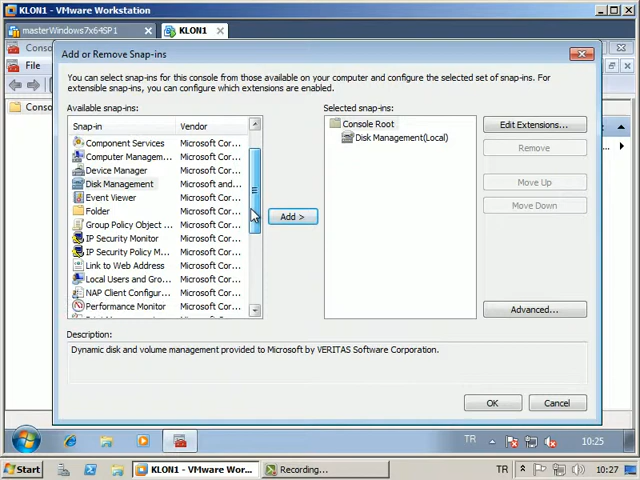 KLON1 - VMware Workstation
masterWindows7x64SP1
KLON1
Add or Remove Snap-ins
File
You can select snap-ins for this console from those available on your computer and configure the selected set of snap-ins. For
extensible snap-ins, you can configure which extensions are enabled.
Available snap-ins:
Selected snap-ins:
Snap-in
Vendor
Component Services
Microsoft Cor...
Computer Managem...
Microsoft Cor...
Device Manager
Microsoft Cor...
Disk Management
Microsoft and...
Event Viewer
Microsoft Cor...
Folder
Microsoft Cor...
Group Policy Object ...
Microsoft Cor...
IP Security Monitor
Microsoft Cor...
IP Security Policy M...
Microsoft Cor...
Link to Web Address
Microsoft Cor...
Local Users and Gro...
Microsoft Cor...
NAP Client Configur...
Microsoft Cor...
Performance Monitor
Microsoft Cor...
Add >
Console Root
Disk Management(Local)
Edit Extensions...
Remove
Move Up
Move Down
Advanced...
Description:
Dynamic disk and volume management provided to Microsoft by VERITAS Software Corporation.
OK
Cancel
TR
10:25
Start
KLON1 - VMware Wor...
Recording...
TR
10:27